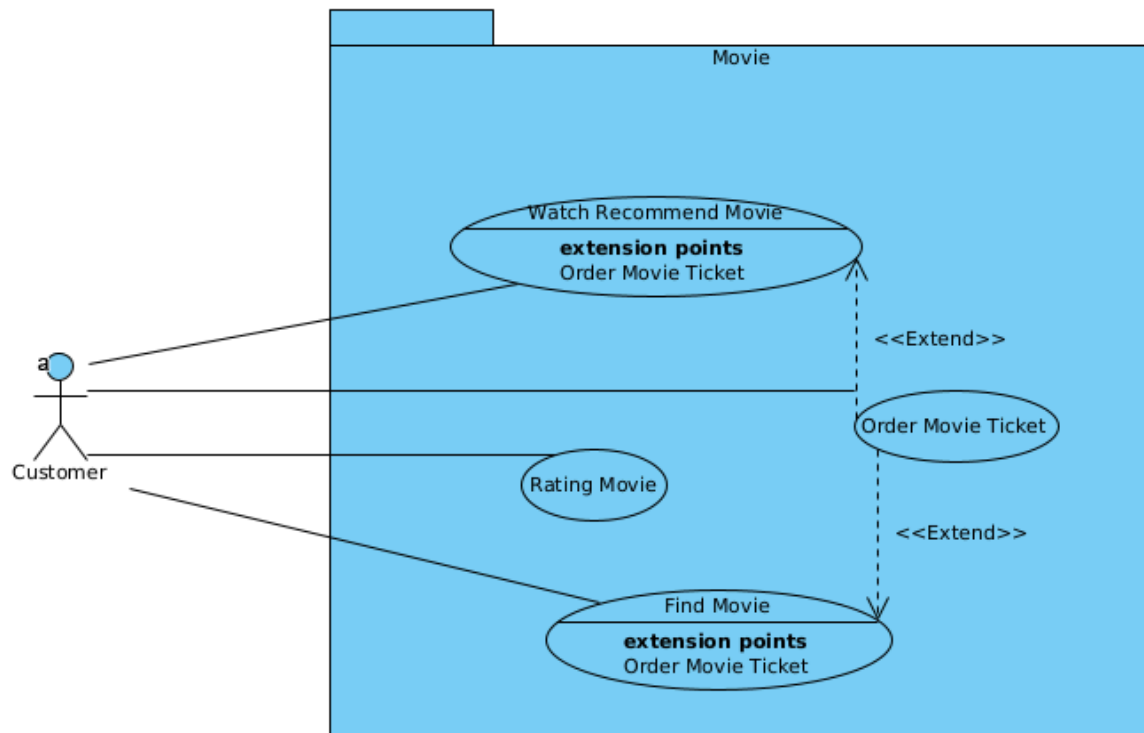 Movie
Watch Recommend Movie
extension points
Order Movie Ticket
<<Extend>>
a
Customer
Order Movie Ticket
Rating Movie
<<Extend>>
Find Movie
extension points
Order Movie Ticket